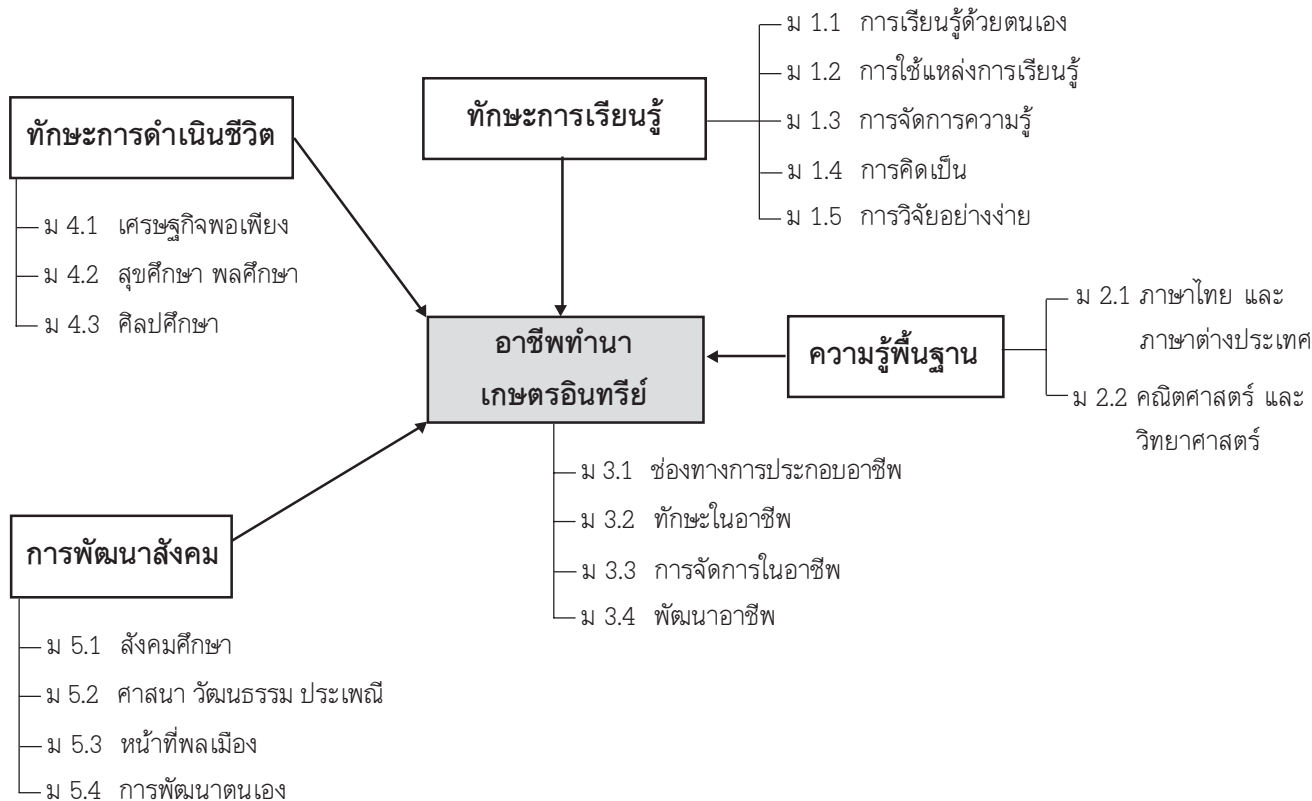 ทักษะการเรียนรู้
ม 1.1 การเรียนรู้ด้วยตนเอง
ม 1.2 การใช้แหล่งการเรียนรู้
ม 1.3 การจัดการความรู้
ม 1.4 การคิดเป็น
ม 1.5 การวิจัยอย่างง่าย
ทักษะการดำเนินชีวิต
ม 4.1 เศรษฐกิจพอเพียง
ม 4.2 สุขศึกษา พลศึกษา
ม 4.3 ศิลปศึกษา
อาชีพทำนา
เกษตรอินทรีย์
ความรู้พื้นฐาน
ม 2.1 ภาษาไทย และ
ภาษาต่างประเทศ
ม 2.2 คณิตศาสตร์ และ
วิทยาศาสตร์
ม 3.1 ช่องทางการประกอบอาชีพ
ม 3.2 ทักษะในอาชีพ
ม 3.3 การจัดการในอาชีพ
ม 3.4 พัฒนาอาชีพ
การพัฒนาสังคม
ม 5.1 สังคมศึกษา
ม 5.2 ศาสนา วัฒนธรรม ประเพณี
ม 5.3 หน้าที่พลเมือง
ม 5.4 การพัฒนาตนเอง